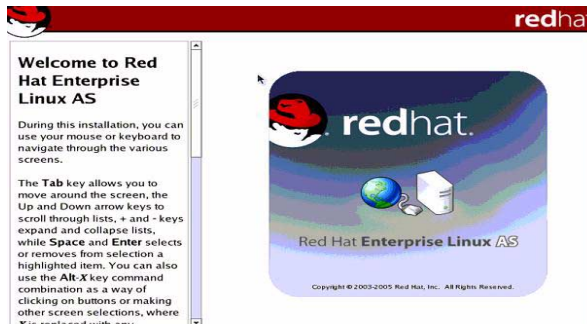 redha
Welcome to Red
Hat Enterprise
Linux AS
During this installation, you can
use your mouse or keyboard to
navigate through the various
screens.
The Tab key allows you to
move around the screen, the
Up and Down arrow keys to
scroll through lists, + and - keys
expand and collapse lists,
while Space and Enter selects
or removes from selection a
highlighted item. You can also
use the Alt-X key command
combination as a way of
clicking on buttons or making
other screen selections, where
X is replaced with any
redhat.
Red Hat Enterprise Linux AS
Copyright © 2003-2005 Red Hat, Inc. All Rights Reserved.